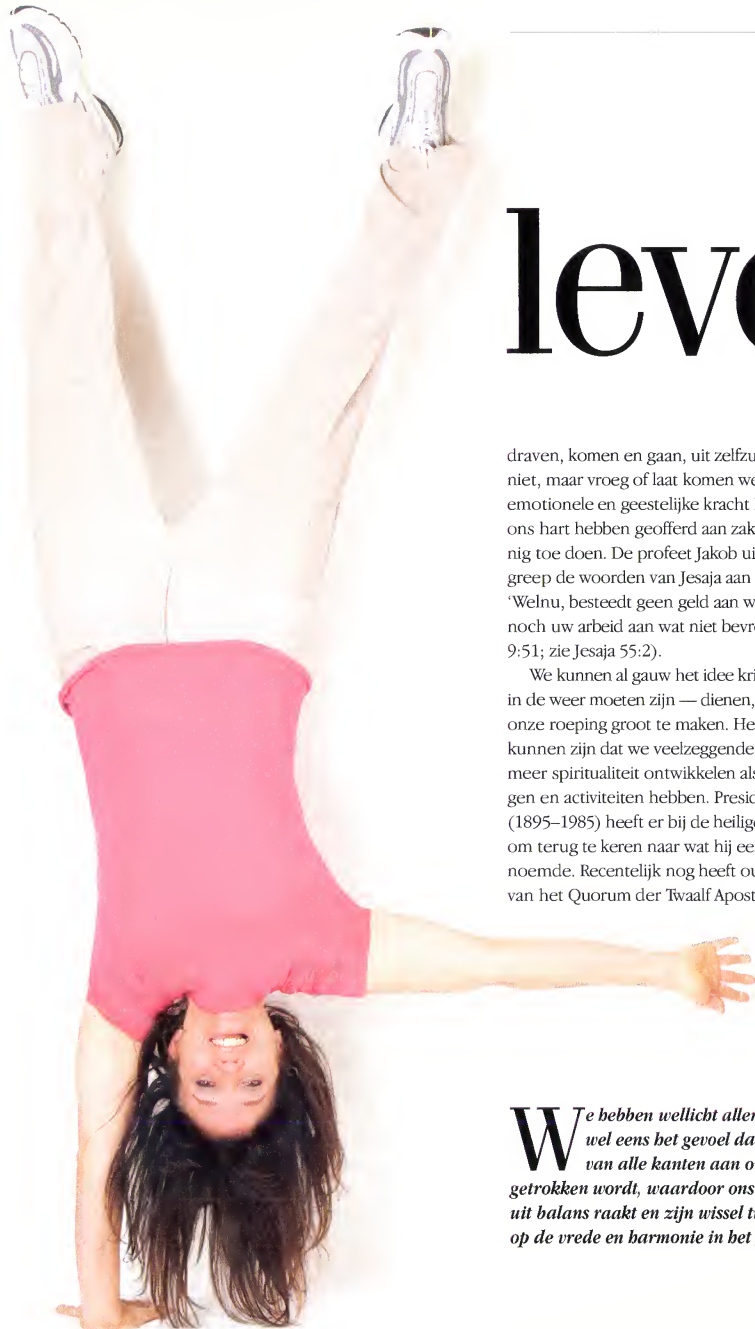 leve
draven, komen en gaan, uit zelfzu
niet, maar vroeg of laat komen we
emotionele en geestelijke kracht
ons hart hebben geofferd aan zak
nig toe doen. De profeet Jakob ui
greep de woorden van Jesaja aan
‘Welnu, besteedt geen geld aan w
noch uw arbeid aan wat niet bevr
9:51; zie Jesaja 55:2).
We kunnen al gauw het idee kri
in de weer moeten zijn — dienen,
onze roeping groot te maken. He
kunnen zijn dat we veelzeggende
meer spiritualiteit ontwikkelen als
gen en activiteiten hebben. Presid
(1895–1985) heeft er bij de heilige
om terug te keren naar wat hij ee
noemde. Recentelijk nog heeft ou
van het Quorum der Twaalf Apost
We hebben wellicht aller
wel eens het gevoel da
van alle kanten aan o
getrokken wordt, waardoor ons
uit balans raakt en zijn wissel t
op de vrede en harmonie in het